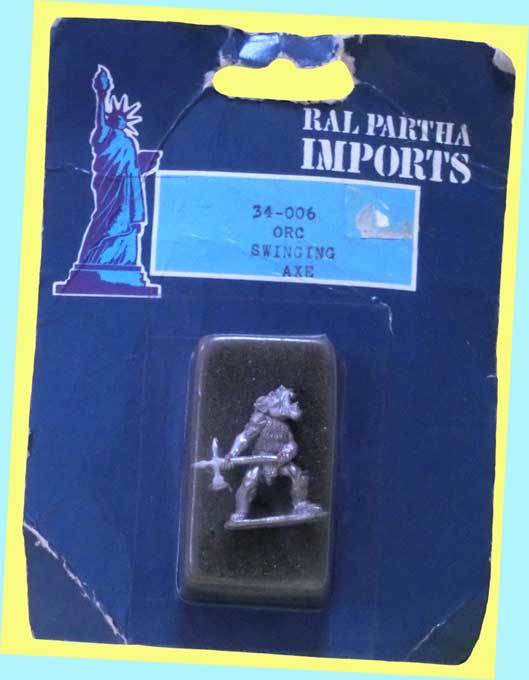 RAL PARTHA
IMPORTS
34-006
ORC
SWINGING
AXE